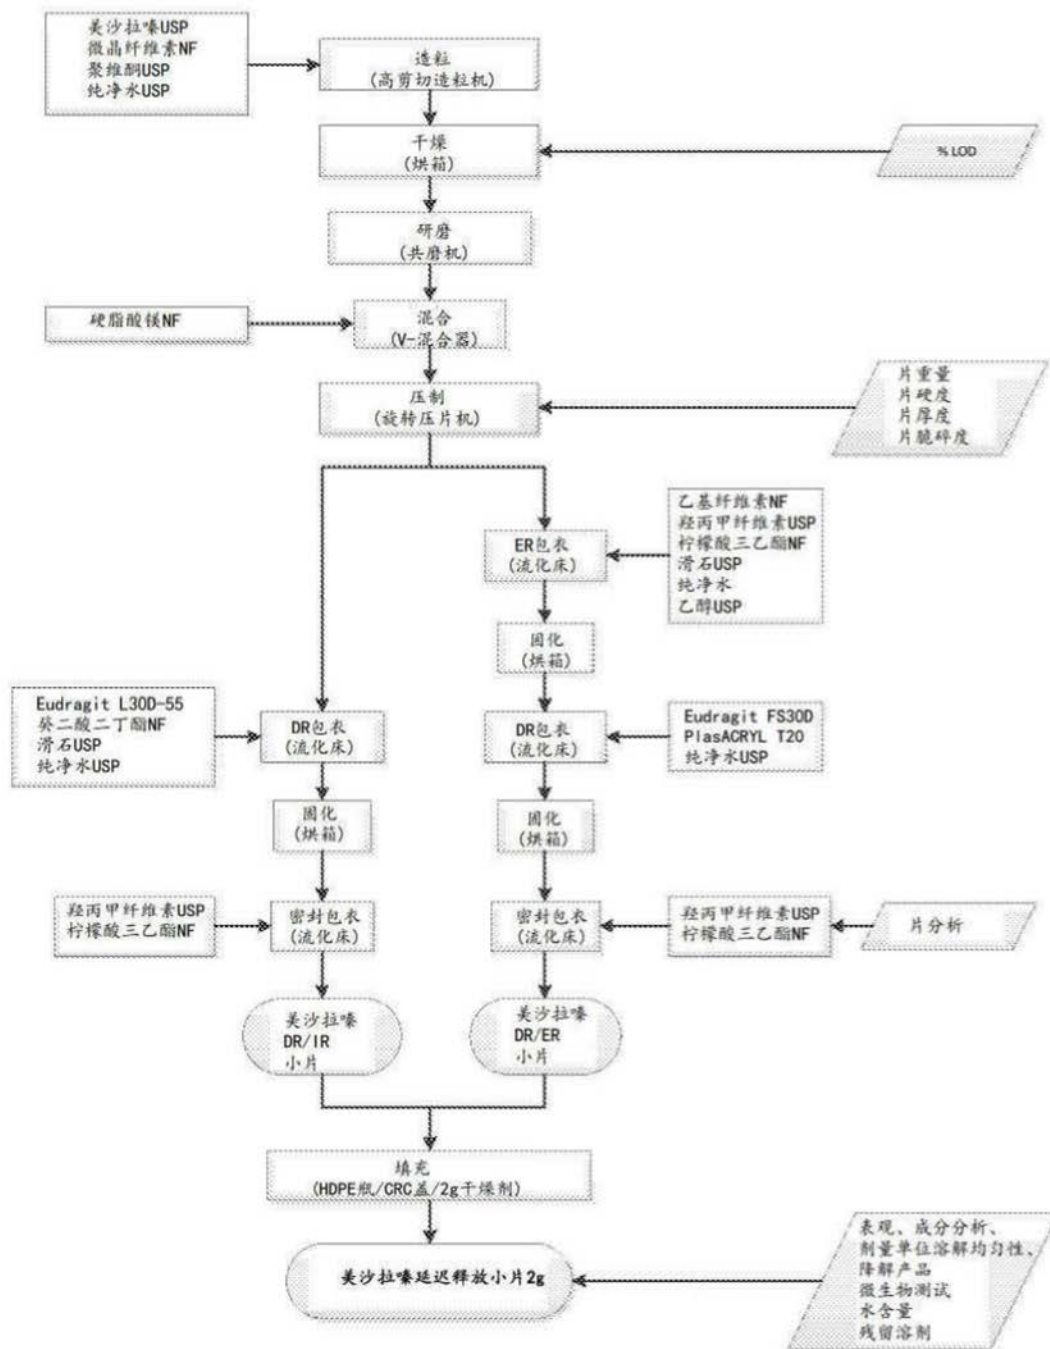 美沙拉嗪USP
微晶纤维素NF
聚维酮USP
纯净水USP
造粒
(高剪切造粒机)
干燥
(烘箱)
% LOD
研磨
(共磨机)
硬脂酸镁NF
混合
(V-混合器)
压制
(旋转压片机)
片重量
片硬度
片厚度
片脆碎度
ER包衣
(流化床)
乙基纤维素NF
羟丙甲纤维素USP
柠檬酸三乙酯NF
滑石USP
纯净水
乙醇USP
固化
(烘箱)
Eudragit L30D-55
癸二酸二丁酯NF
滑石USP
纯净水USP
DR包衣
(流化床)
DR包衣
(流化床)
Eudragit FS30D
PlasACRYL T20
纯净水USP
固化
(烘箱)
固化
(烘箱)
羟丙甲纤维素USP
柠檬酸三乙酯NF
密封包衣
(流化床)
密封包衣
(流化床)
羟丙甲纤维素USP
柠檬酸三乙酯NF
片分析
美沙拉嗪
DR/IR
小片
美沙拉嗪
DR/ER
小片
填充
(HDPE瓶/CRC盖/2g干燥剂)
美沙拉嗪延迟释放小片2g
表观、成分分析、
剂量单位溶解均匀性、
降解产品
微生物测试
水含量
残留溶剂